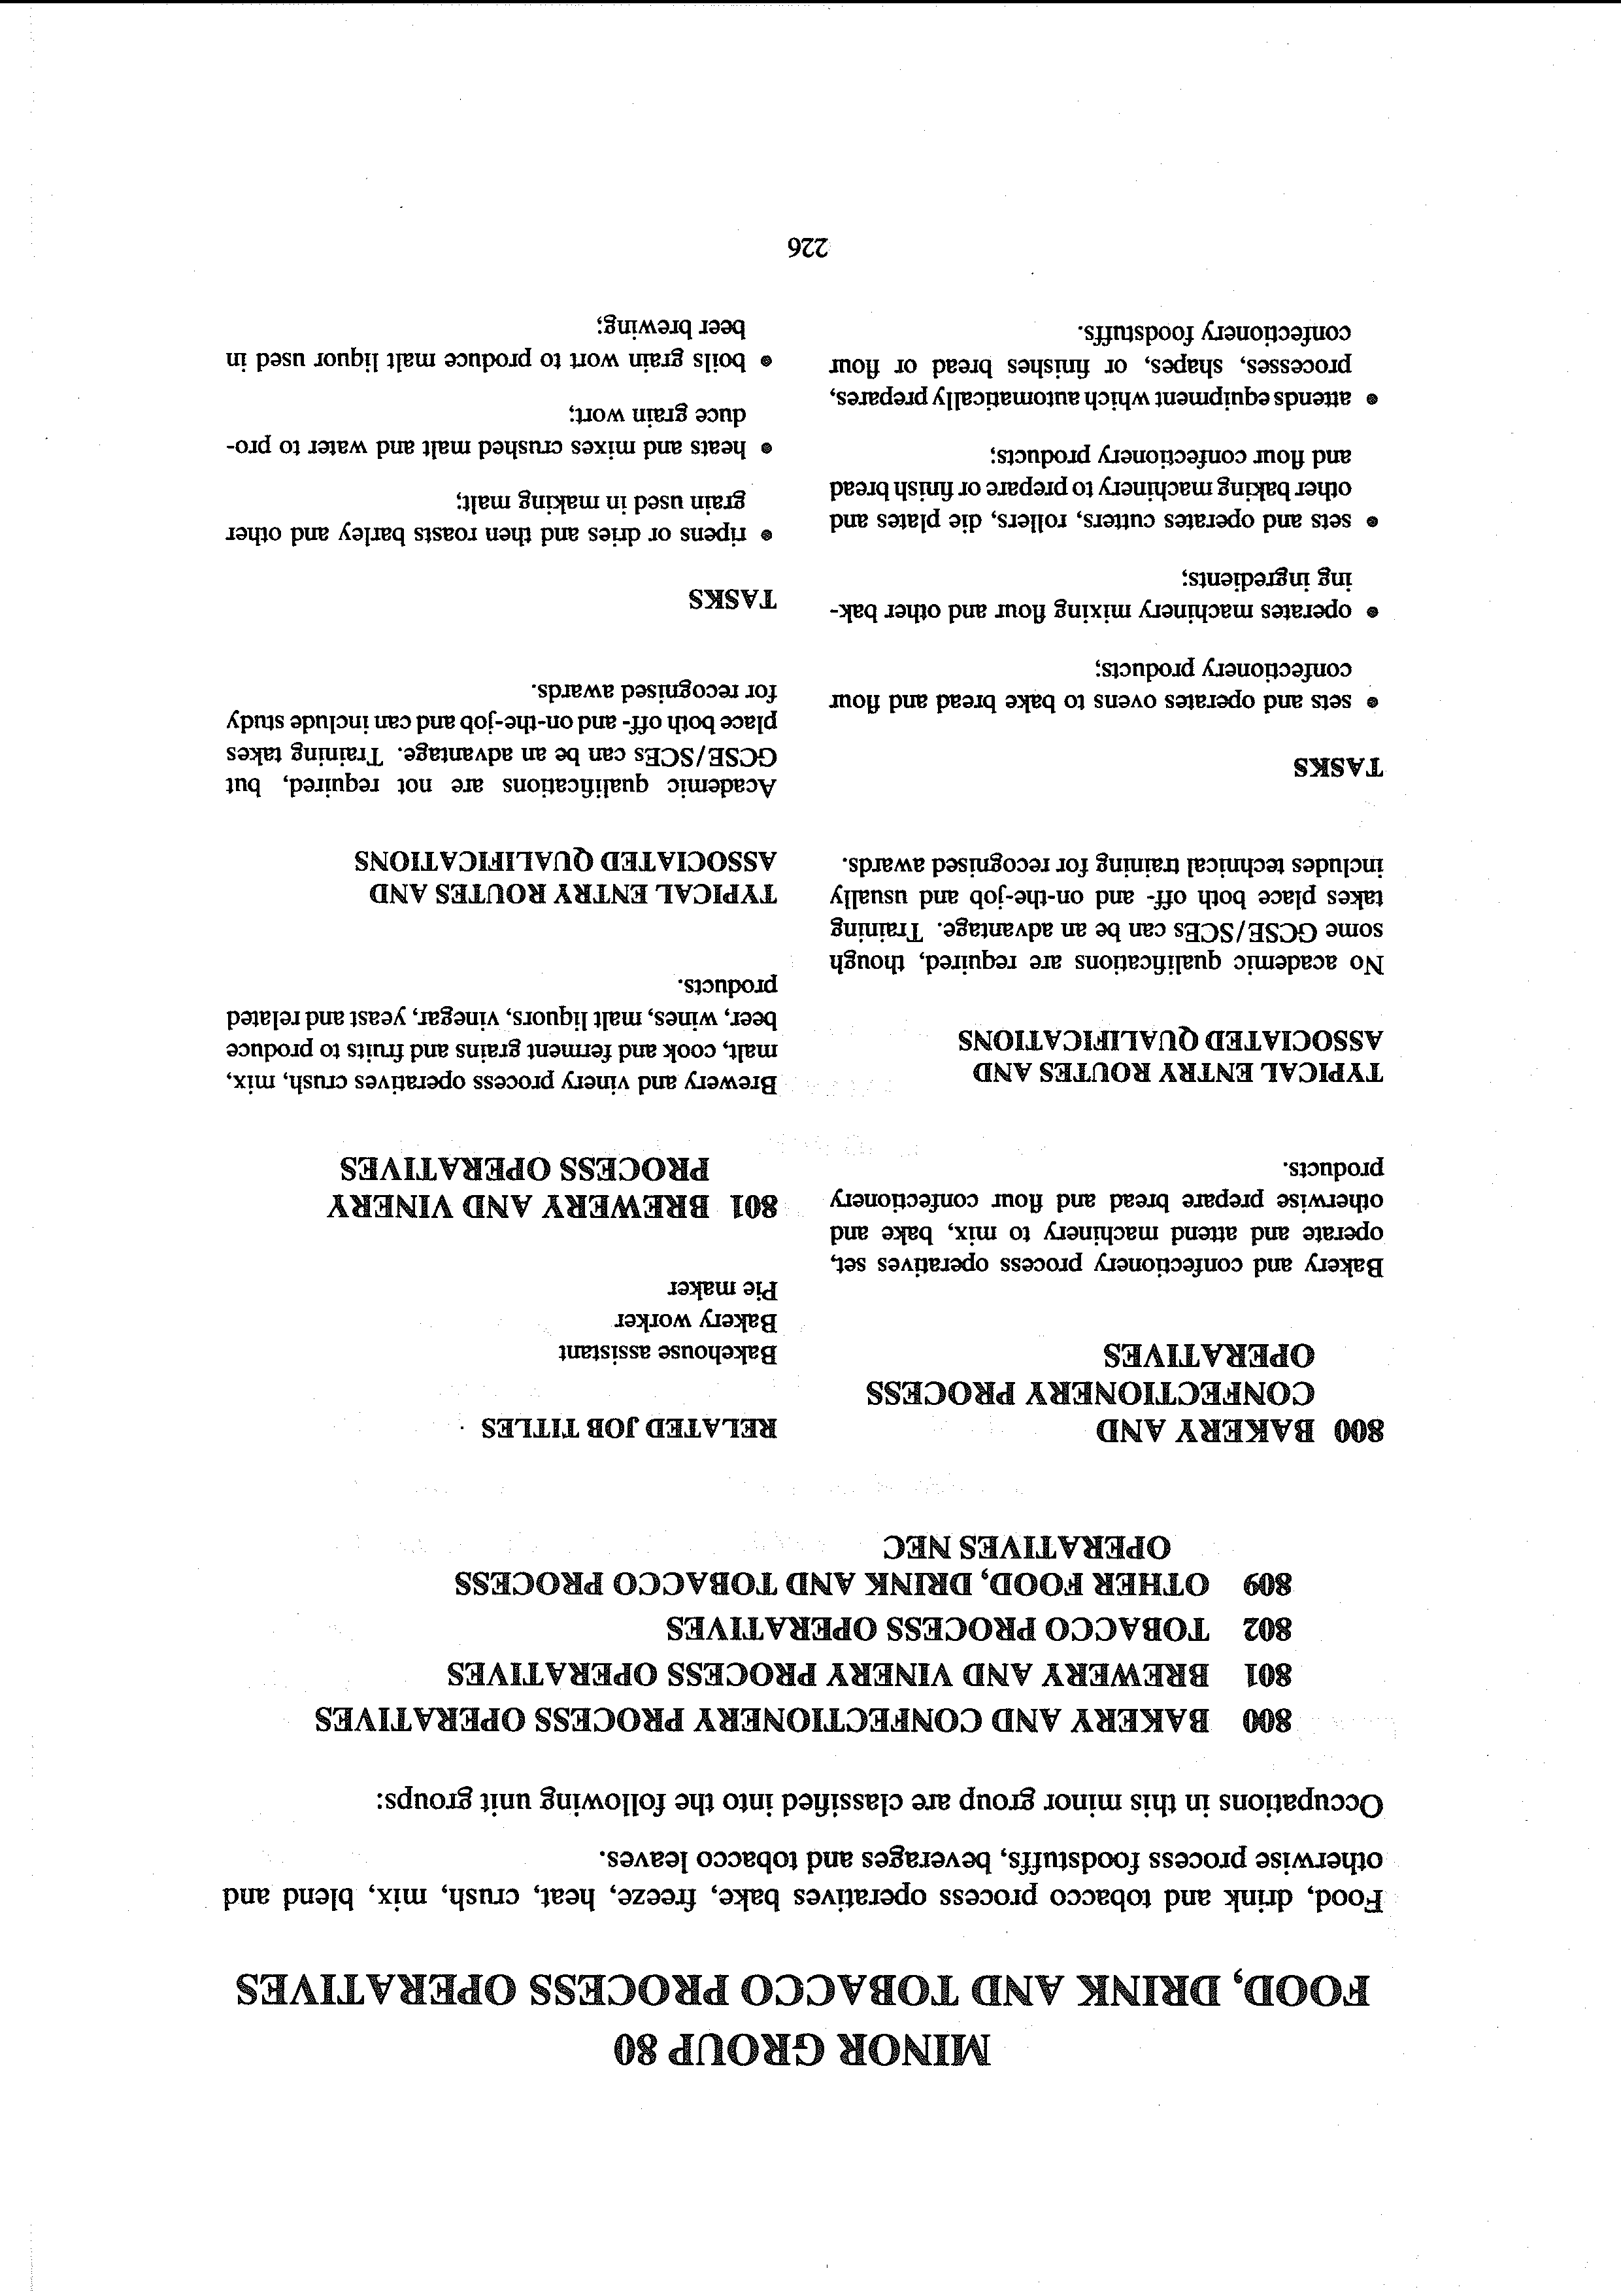 MINOR GROUP 80
FOOD, DRINK AND TOBACCO PROCESS OPERATIVES
Food, drink and tobacco process operatives bake, freeze, heat, crush, mix, blend and
otherwise process foodstuffs, beverages and tobacco leaves.
Occupations in this minor group are classified into the following unit groups:
800 BAKERY AND CONFECTIONERY PROCESS OPERATIVES
801 BREWERY AND VINERY PROCESS OPERATIVES
802 TOBACCO PROCESS OPERATIVES
809 OTHER FOOD, DRINK AND TOBACCO PROCESS
OPERATIVES NEC
800 BAKERY AND
CONFECTIONERY PROCESS
OPERATIVES
Bakery and confectionery process operatives set,
operate and attend machinery to mix, bake and
otherwise prepare bread and flour confectionery
products.
TYPICAL ENTRY ROUTES AND
ASSOCIATED QUALIFICATIONS
No academic qualifications are required, though
some GCSE/SCEs can be an advantage. Training
takes place both off- and on-the-job and usually
includes technical training for recognised awards.
TASKS
• sets and operates ovens to bake bread and flour
confectionery products;
• operates machinery mixing flour and other bak-
ing ingredients;
• sets and operates cutters, rollers, die plates and
other baking machinery to prepare or finish bread
and flour confectionery products;
• attends equipment which automatically prepares,
processes, shapes, or finishes bread or flour
confectionery foodstuffs.
RELATED JOB TITLES
Bakehouse assistant
Bakery worker
Pie maker
801 BREWERY AND VINERY
PROCESS OPERATIVES
Brewery and vinery process operatives crush, mix,
malt, cook and ferment grains and fruits to produce
beer, wines, malt liquors, vinegar, yeast and related
products.
TYPICAL ENTRY ROUTES AND
ASSOCIATED QUALIFICATIONS
Academic qualifications are not required, but
GCSE/SCEs can be an advantage. Training takes
place both off- and on-the-job and can include study
for recognised awards.
TASKS
• ripens or dries and then roasts barley and other
grain used in making malt;
• heats and mixes crushed malt and water to pro-
duce grain wort;
• boils grain wort to produce malt liquor used in
beer brewing;
226